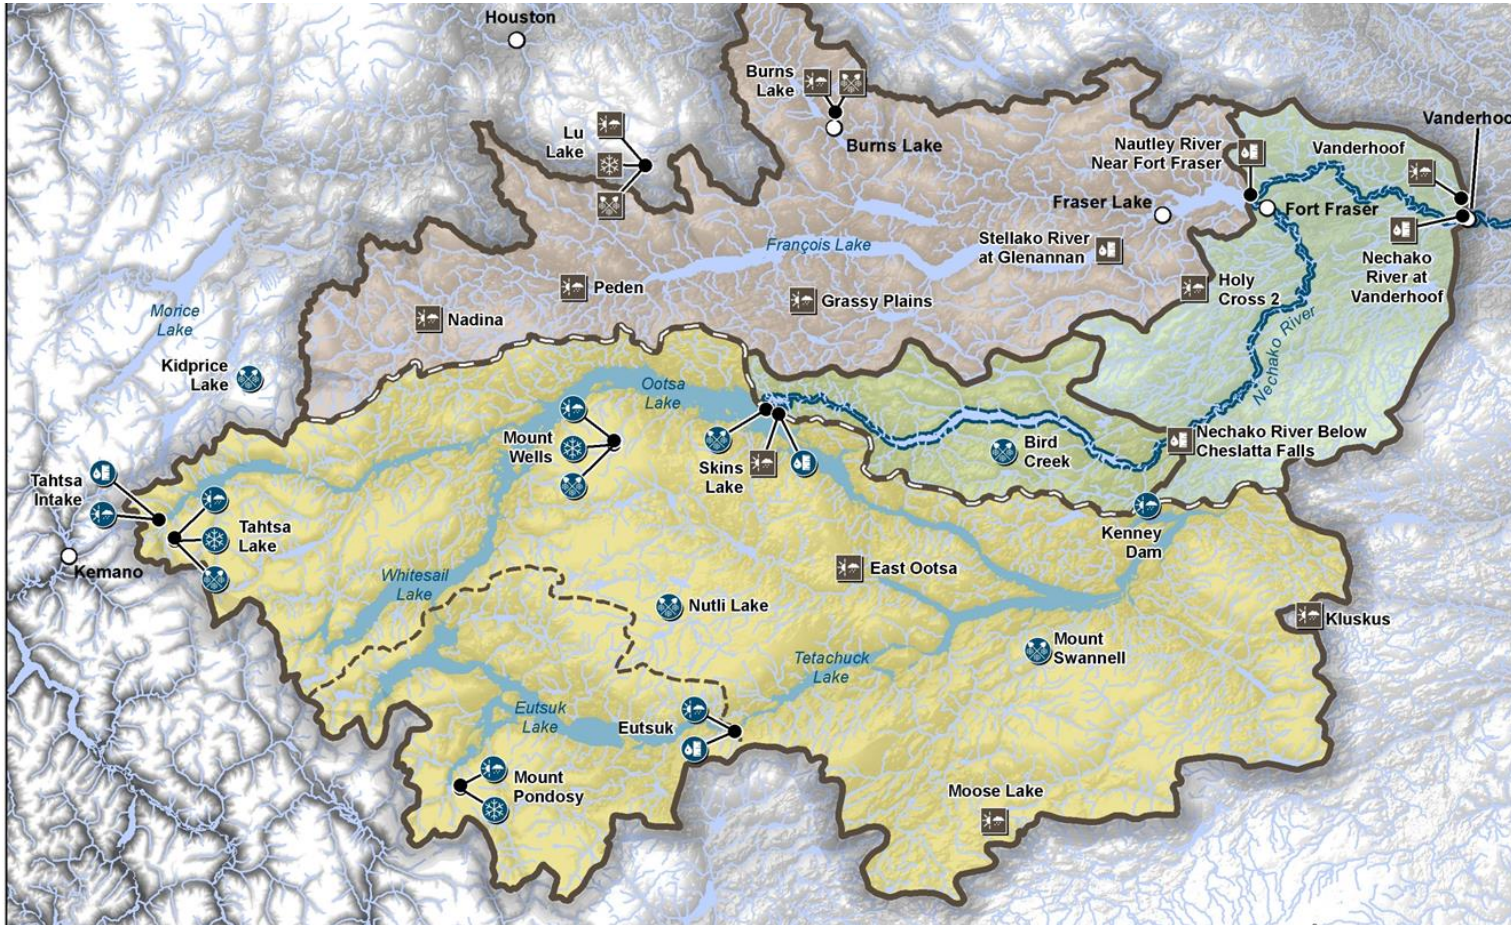 Houston
Burns
Lake
Burns Lake
Lu
Lake
Nautley River
Near Fort Fraser
Vanderhoof
Vanderhoo
Fraser Lake
Fort Fraser
François Lake
Stellako River
at Glenannan
Nechako
River at
Vanderhoof
Peden
Grassy Plains
Holy
Cross 2
Nadina
Morice
Lake
Nechako River
Kidprice
Lake
Ootsa
Lake
Mount
Wells
Skins
Lake
Bird
Creek
Nechako River Below
Cheslatta Falls
Tahtsa
Intake
Tahtsa
Lake
Kemano
Kenney
Dam
Whitesail
Lake
East Ootsa
Nutli Lake
Kluskus
Mount
Swannell
Tetachuck
Lake
Eutsuk
Lake
Eutsuk
Mount
Pondosy
Moose Lake